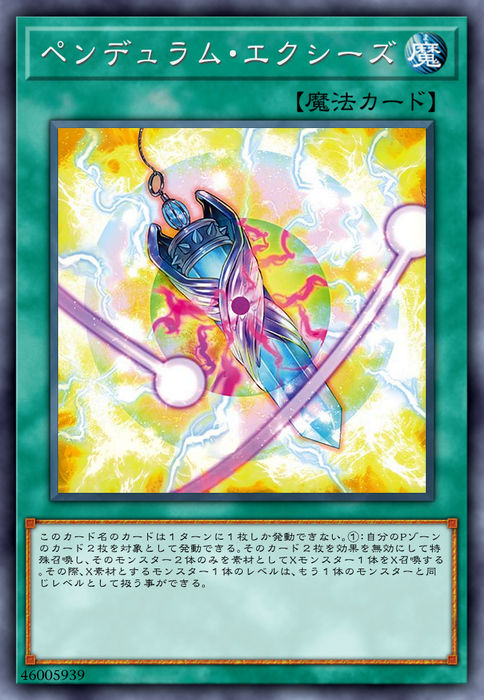 ペンデュラム・エクシーズ
魔
【魔法カード】
このカード名のカードは1ターンに1枚しか発動できない。①:自分のPゾーン
のカード2枚を対象として発動できる。そのカード2枚を効果を無効にして特
殊召喚し、そのモンスター2体のみを素材としてXモンスター1体をX召喚する
。その際、X素材とするモンスター1体のレベルは、もう1体のモンスターと同
じレベルとして扱う事ができる。
46005939